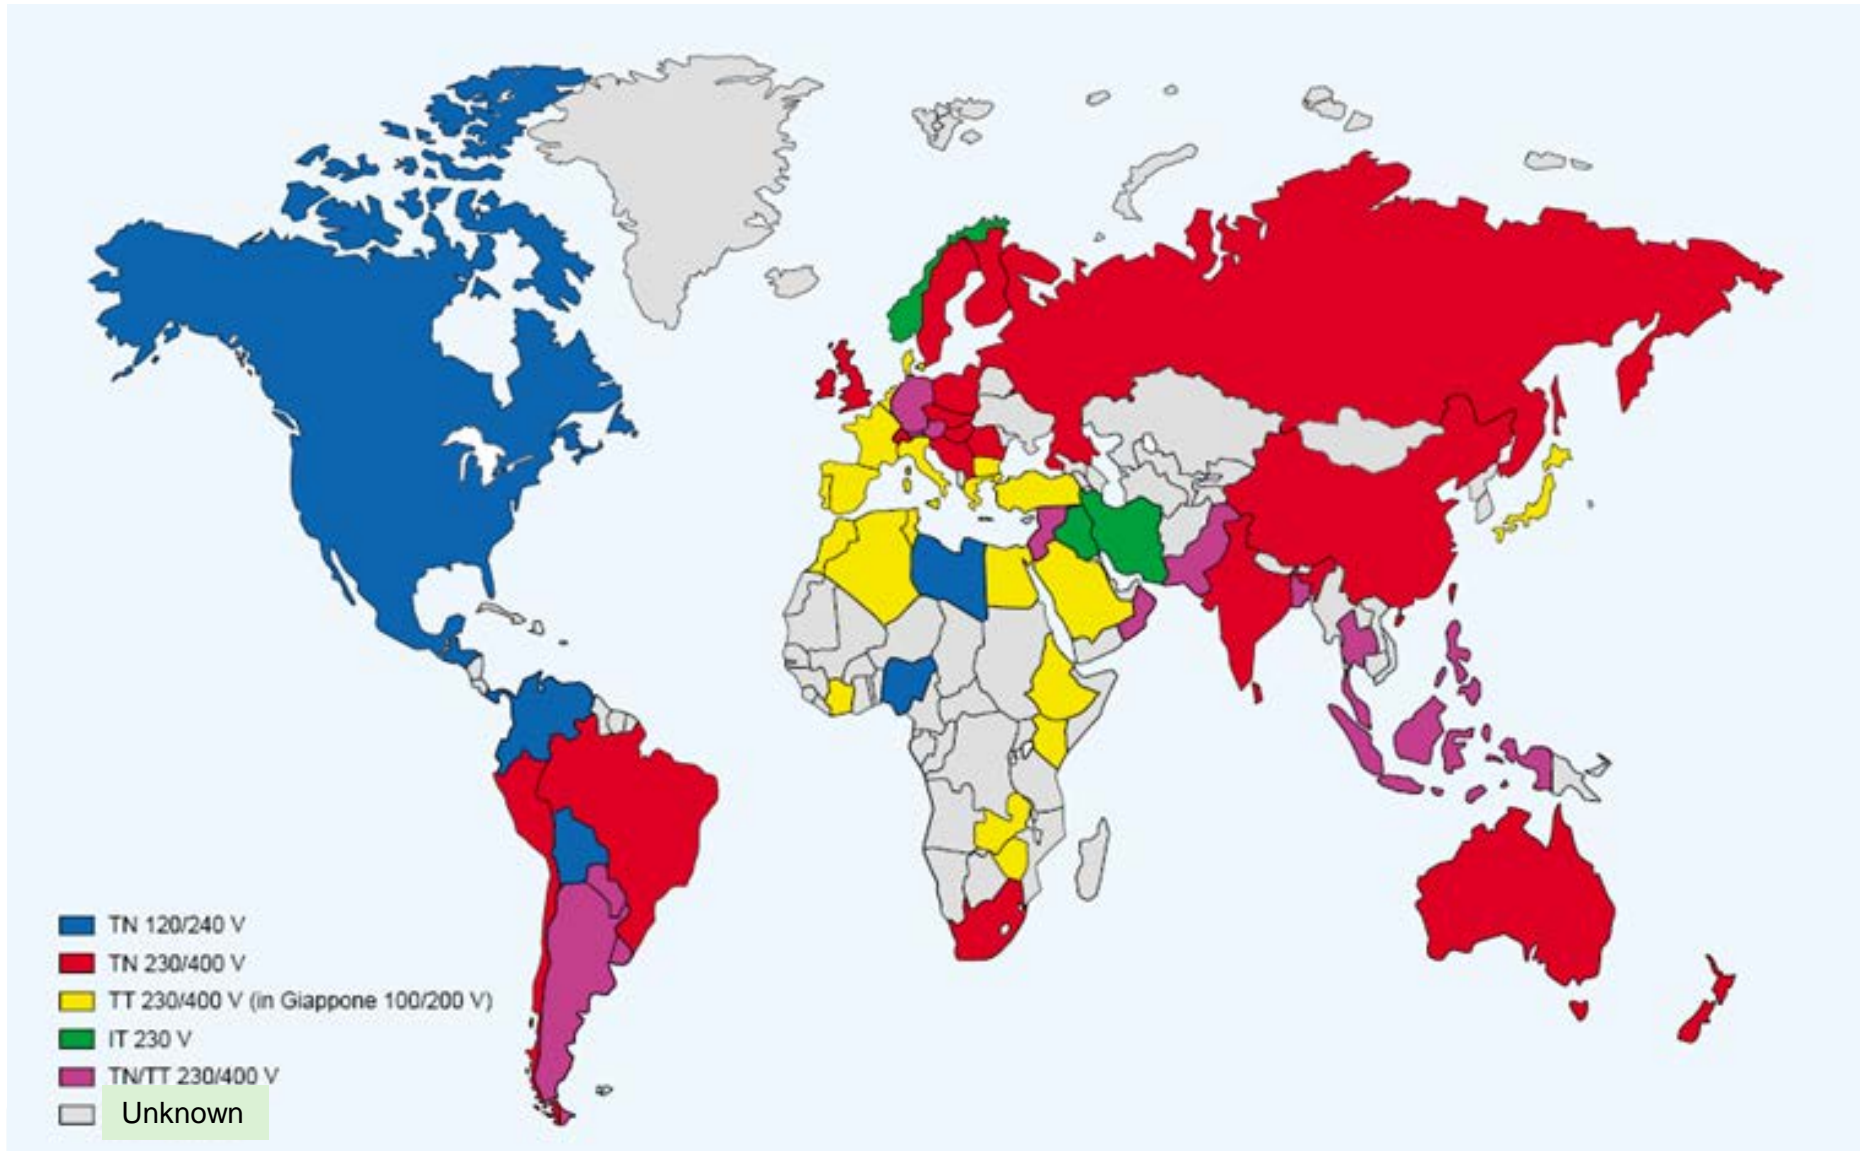 TN 120/240 V
TN 230/400 V
TT 230/400 V (in Giappone 100/200 V)
IT 230 V
TN/TT 230/400 V
Unknown